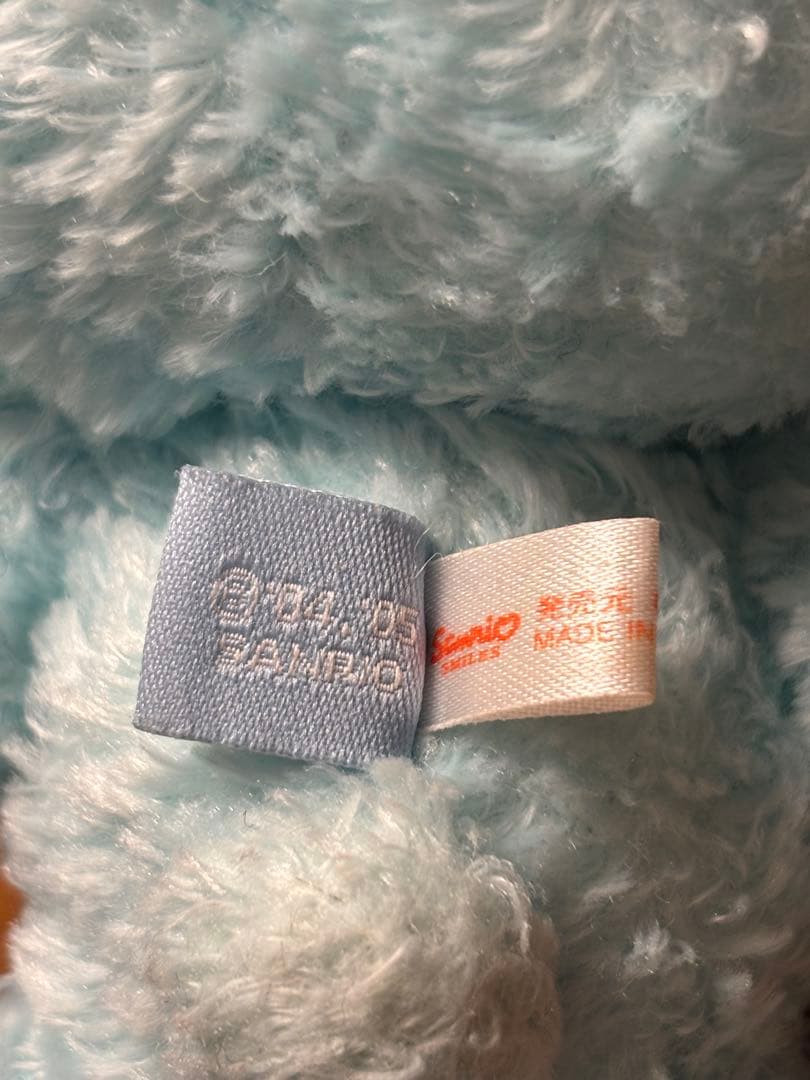 © '04, '05
SANRIO
Sanrio
SMILES
発売元
MADE IN